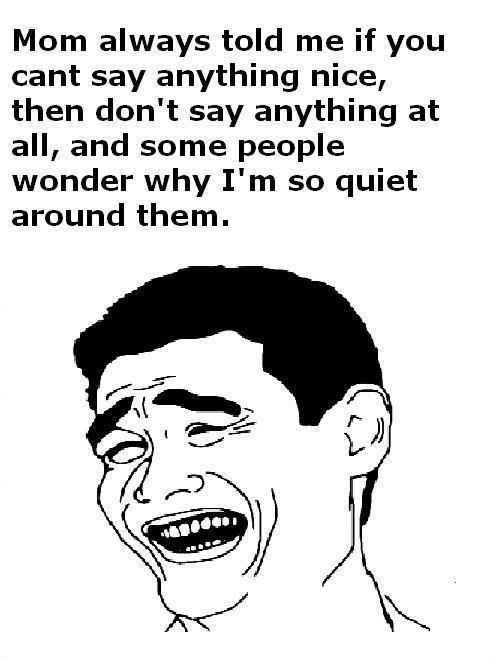 Mom always told me if you
cant say anything nice,
then don't say anything at
all, and some people
wonder why I'm so quiet
around them.